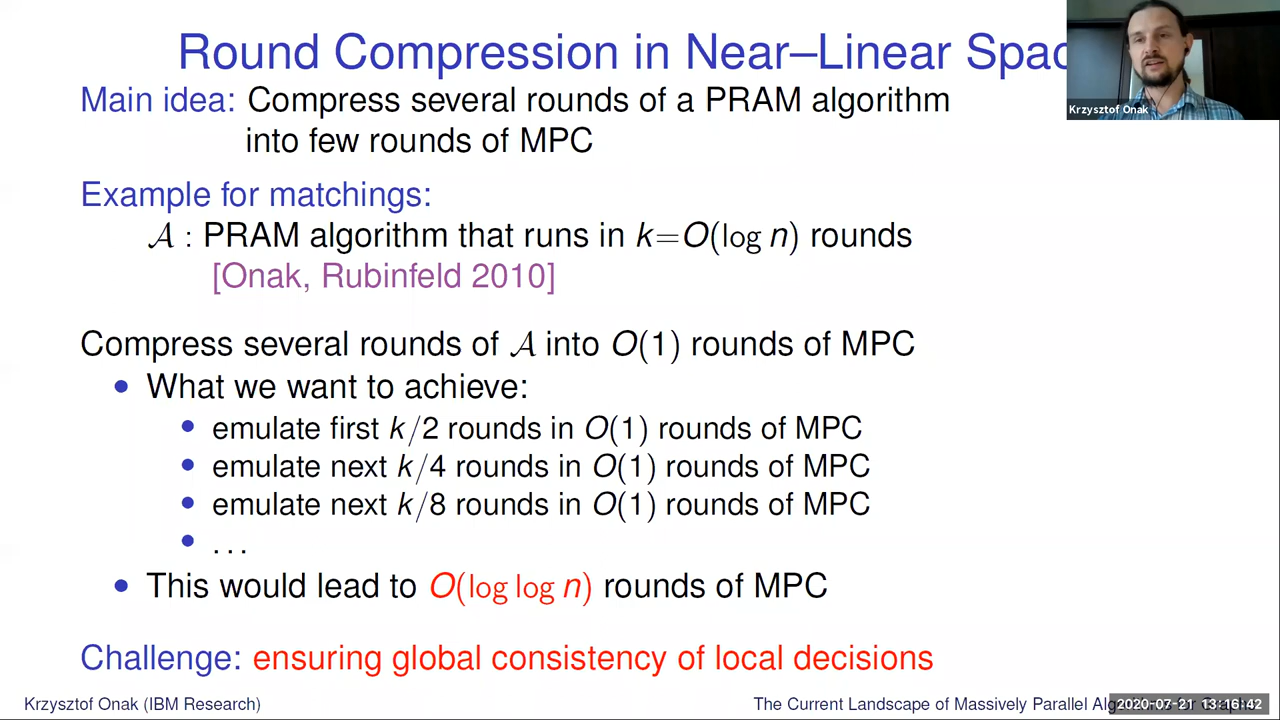 Round Compression in Near–Linear Spac
Krzysztof Onak
Main idea: Compress several rounds of a PRAM algorithm
into few rounds of MPC
Example for matchings:
𝒜 : PRAM algorithm that runs in k=O(log n) rounds
[Onak, Rubinfeld 2010]
Compress several rounds of 𝒜 into O(1) rounds of MPC
• What we want to achieve:
• emulate first k/2 rounds in O(1) rounds of MPC
• emulate next k/4 rounds in O(1) rounds of MPC
• emulate next k/8 rounds in O(1) rounds of MPC
• ...
• This would lead to O(log log n) rounds of MPC
Challenge: ensuring global consistency of local decisions
Krzysztof Onak (IBM Research)
The Current Landscape of Massively Parallel
2020-07-21 13:16:42